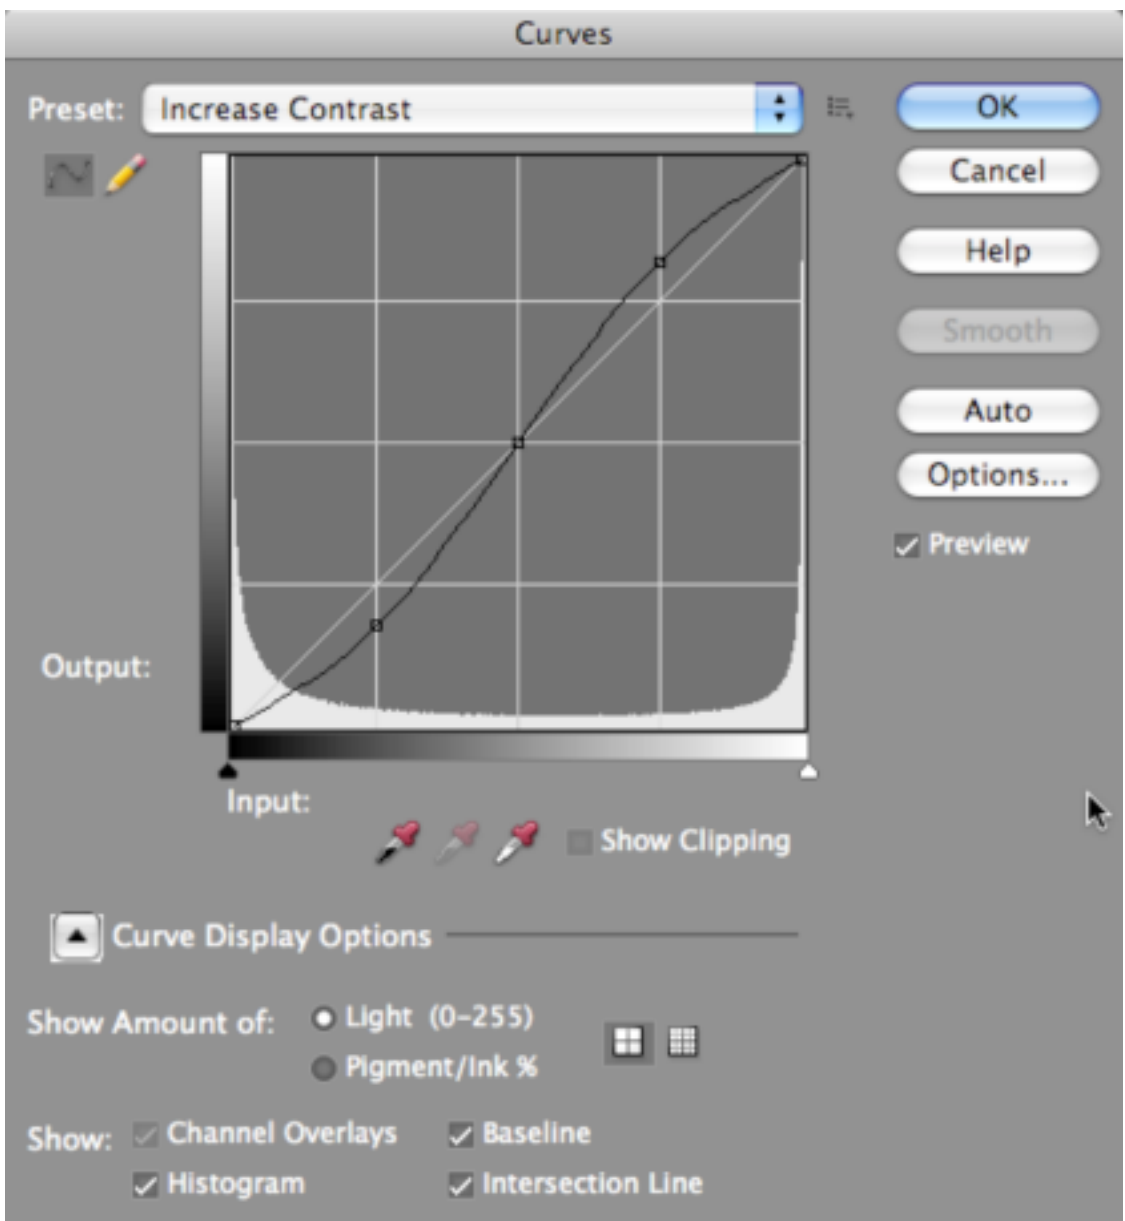 Curves
Preset: Increase Contrast
OK
Cancel
Help
Smooth
Auto
Options...
Preview
Output:
Input:
Show Clipping
Curve Display Options
Show Amount of: Light (0-255)
Pigment/Ink %
Show: Channel Overlays Baseline
Histogram Intersection Line